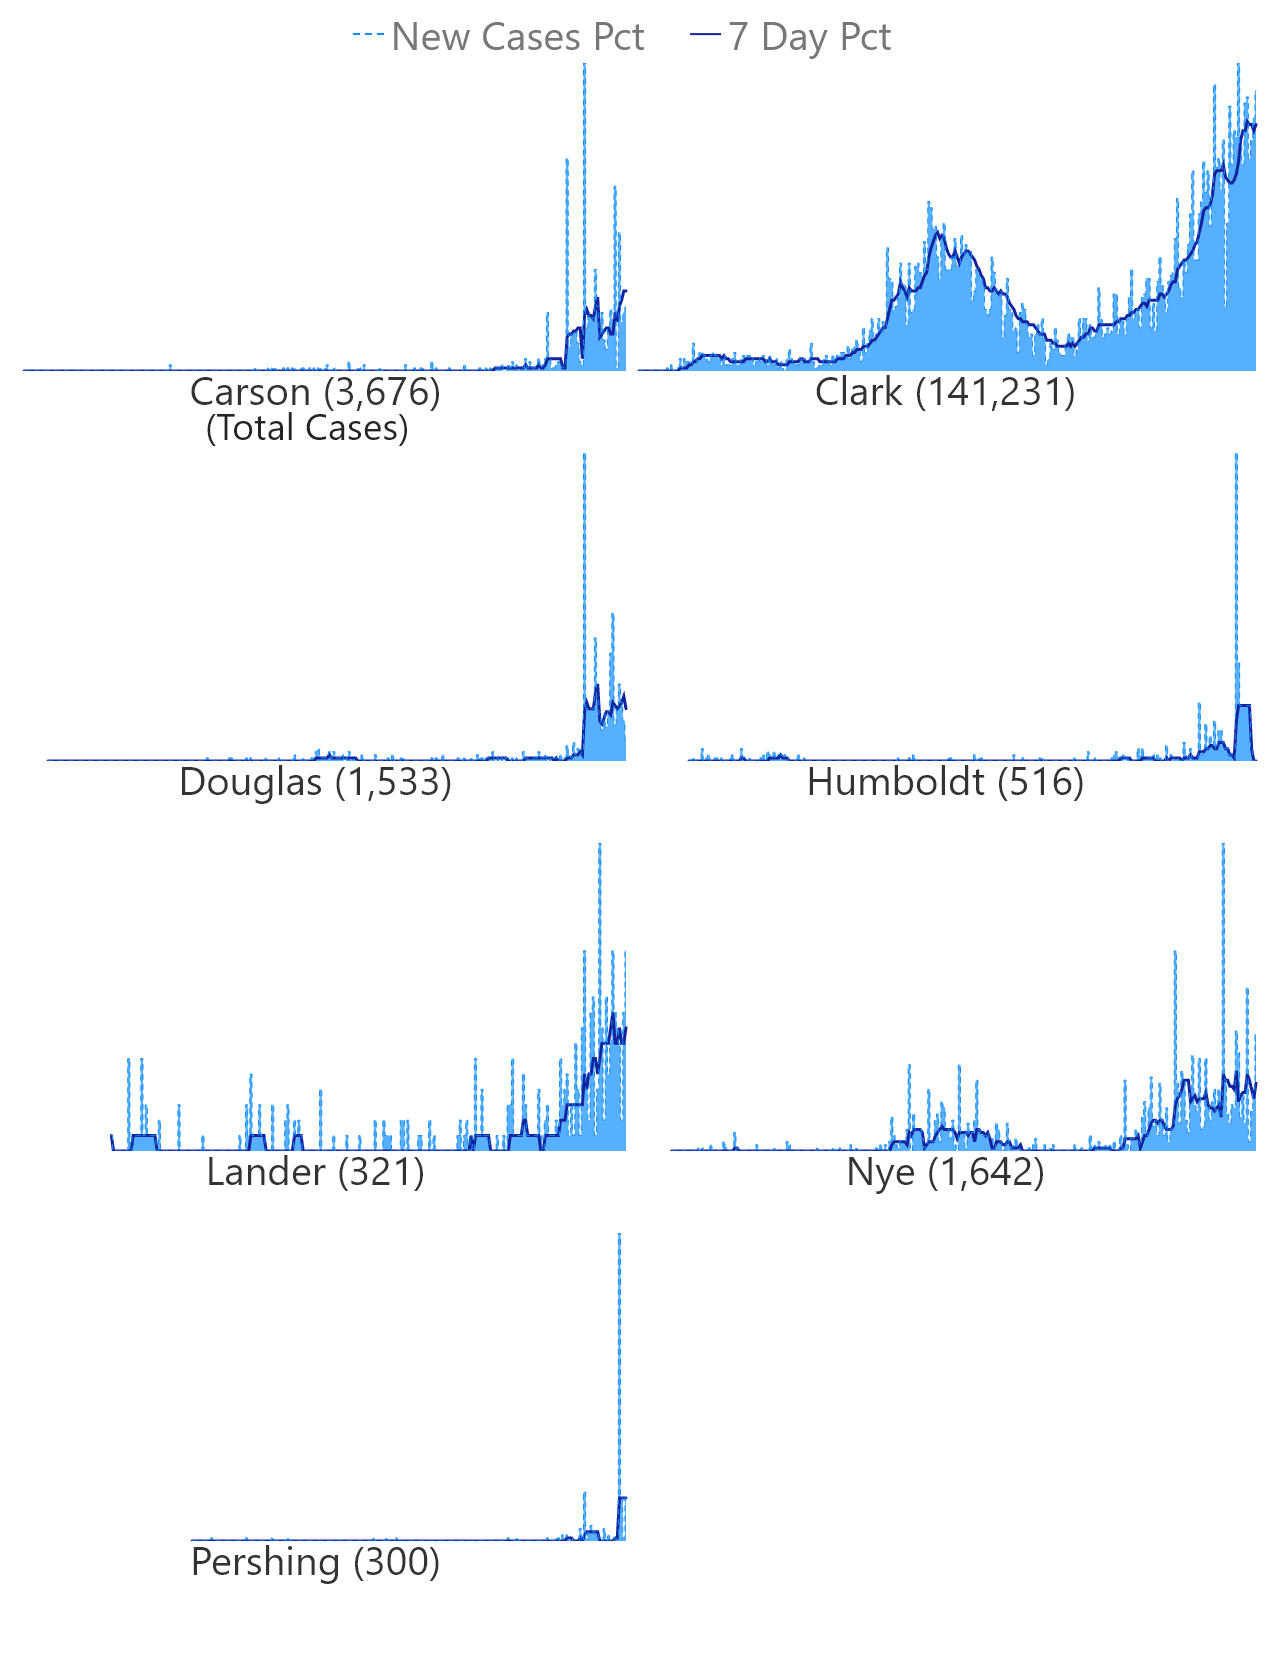 New Cases Pct 7 Day Pct
Carson (3,676)
(Total Cases)
Clark (141,231)
Douglas (1,533)
Humboldt (516)
Lander (321)
Nye (1,642)
Pershing (300)